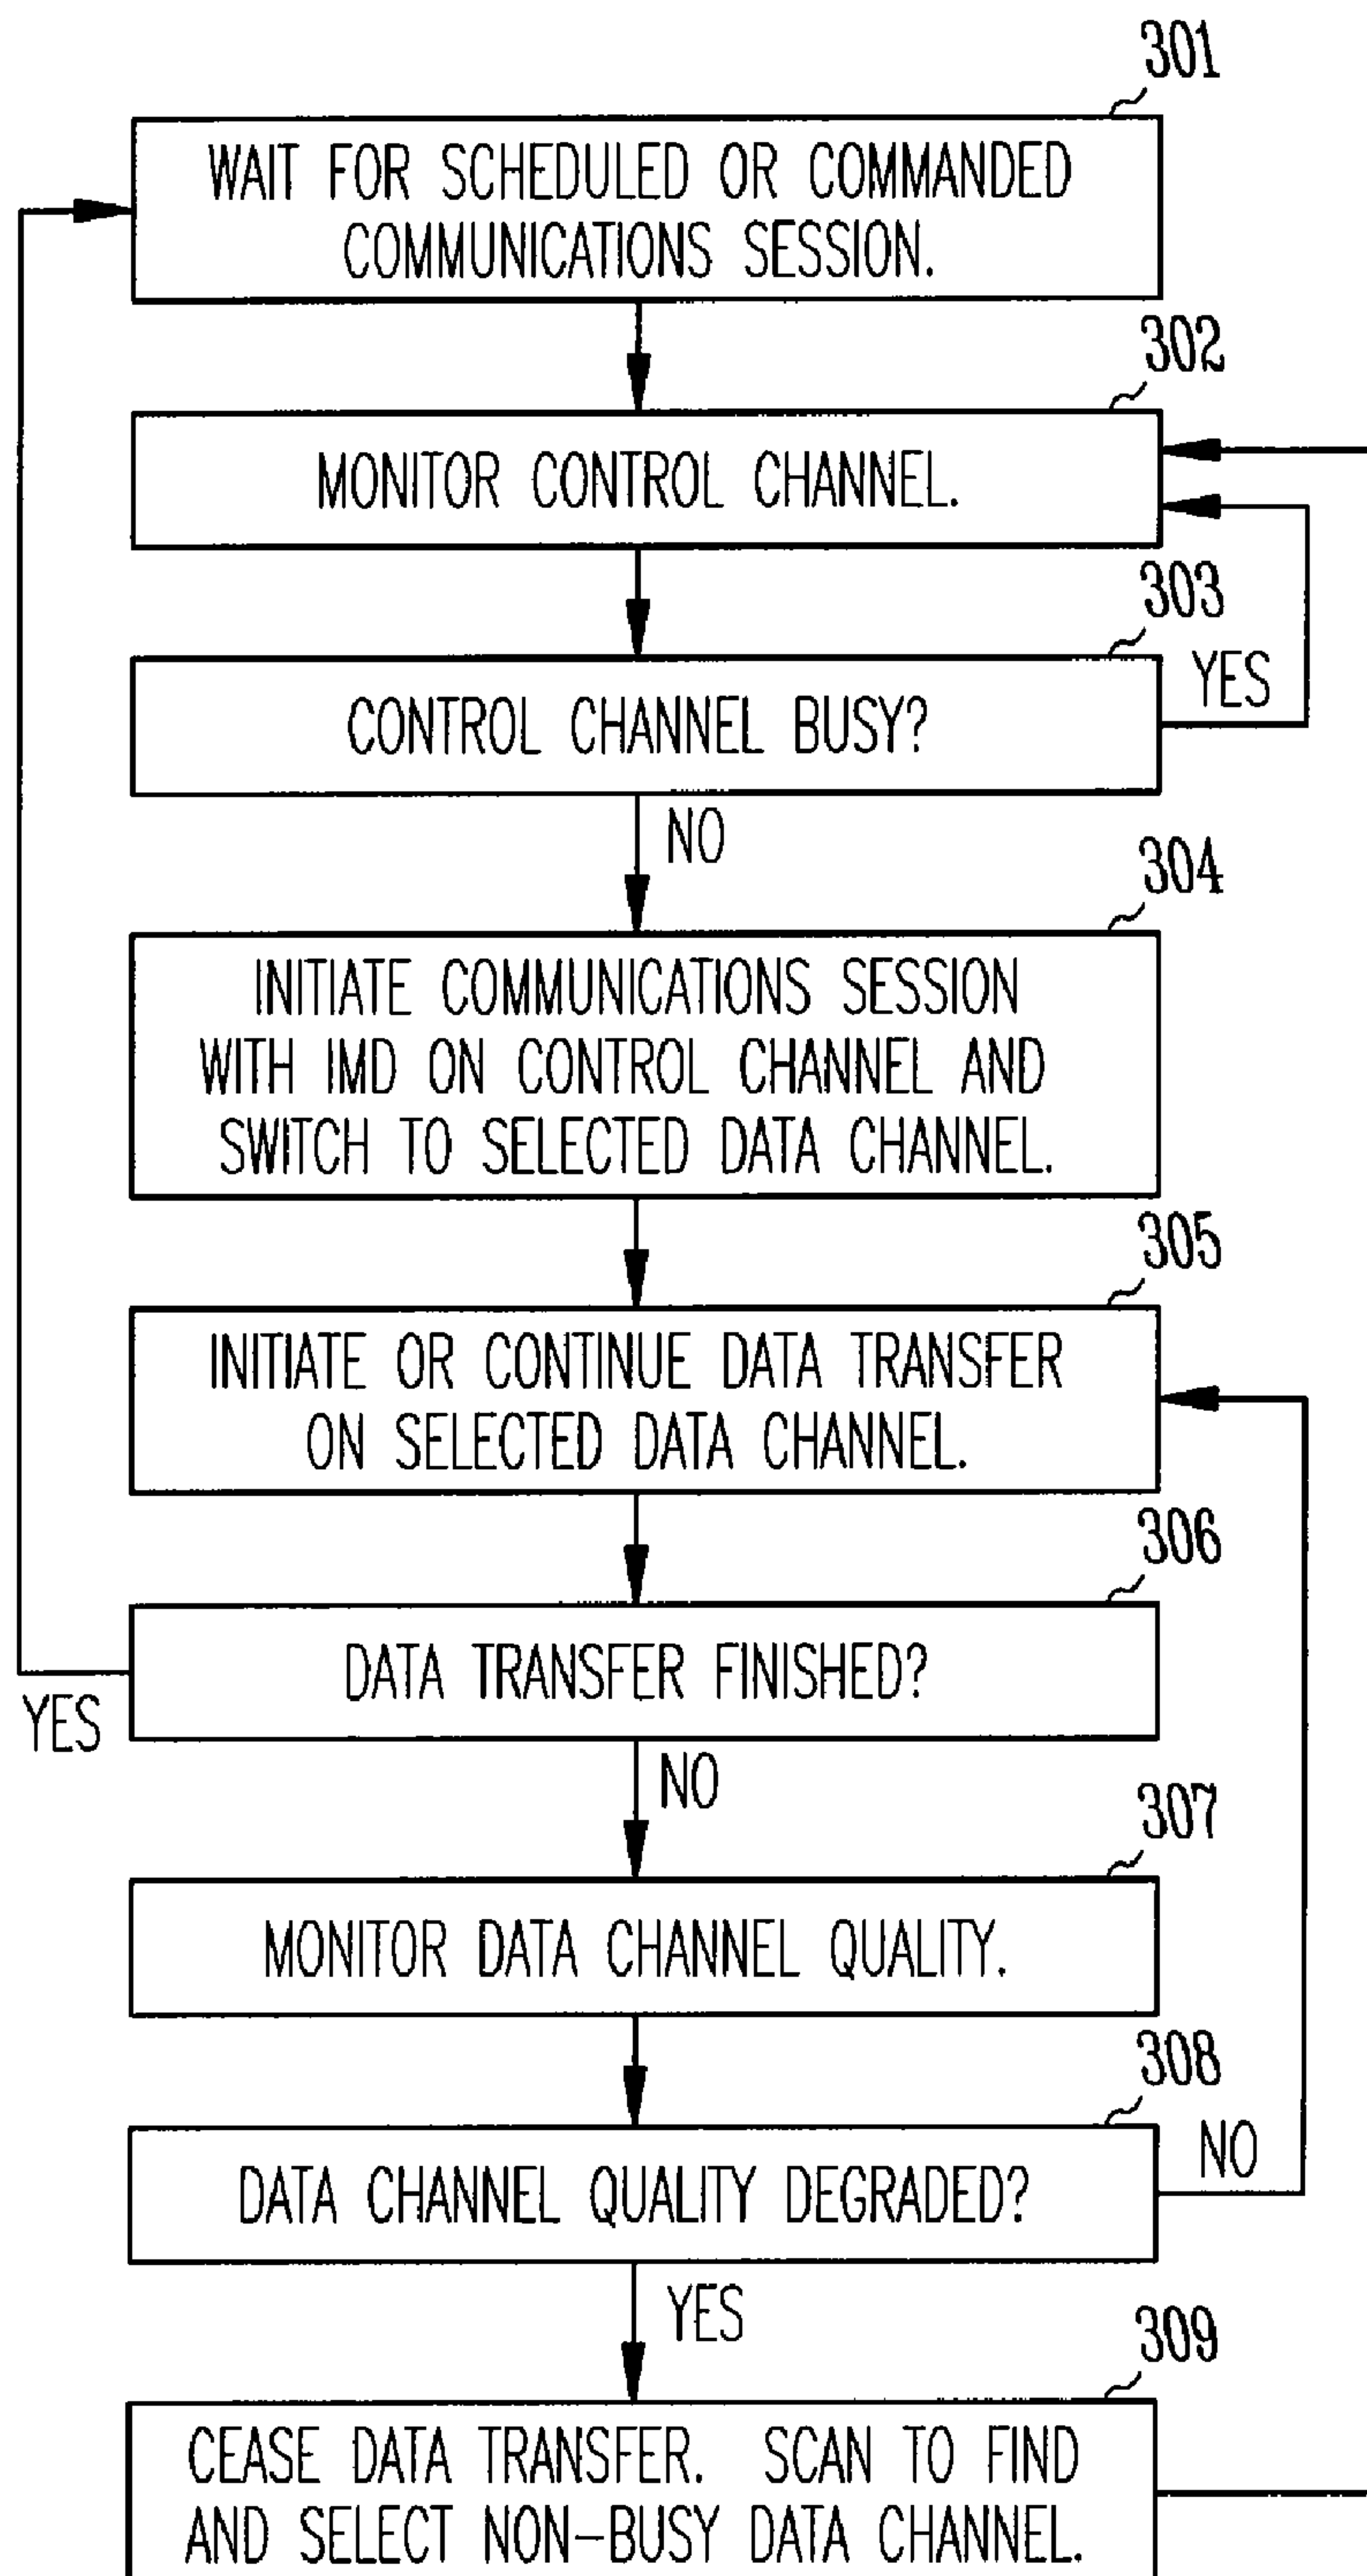 301
WAIT FOR SCHEDULED OR COMMANDED
COMMUNICATIONS SESSION.
302
MONITOR CONTROL CHANNEL.
303
CONTROL CHANNEL BUSY?
YES
NO
304
INITIATE COMMUNICATIONS SESSION
WITH IMD ON CONTROL CHANNEL AND
SWITCH TO SELECTED DATA CHANNEL.
305
INITIATE OR CONTINUE DATA TRANSFER
ON SELECTED DATA CHANNEL.
306
DATA TRANSFER FINISHED?
YES
NO
307
MONITOR DATA CHANNEL QUALITY.
308
DATA CHANNEL QUALITY DEGRADED?
NO
YES
309
CEASE DATA TRANSFER. SCAN TO FIND
AND SELECT NON-BUSY DATA CHANNEL.